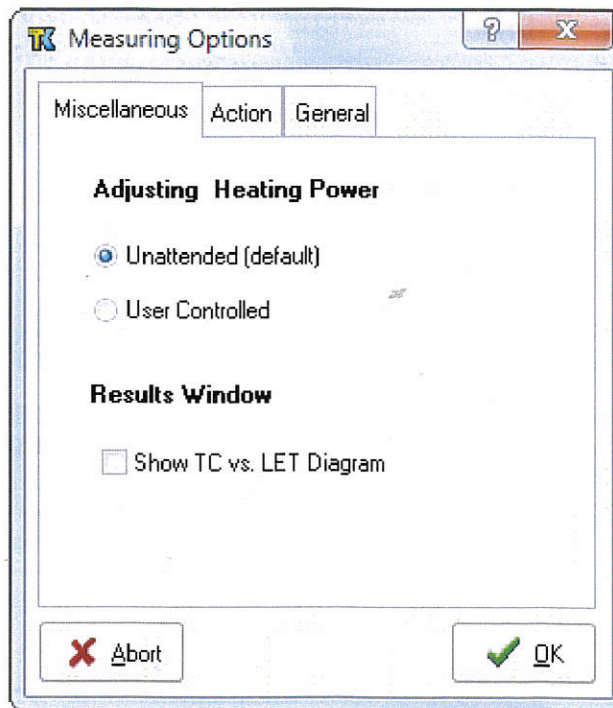 TK Measuring Options
Miscellaneous Action General
Adjusting Heating Power
Unattended (default)
User Controlled
Results Window
Show TC vs. LET Diagram
Abort OK